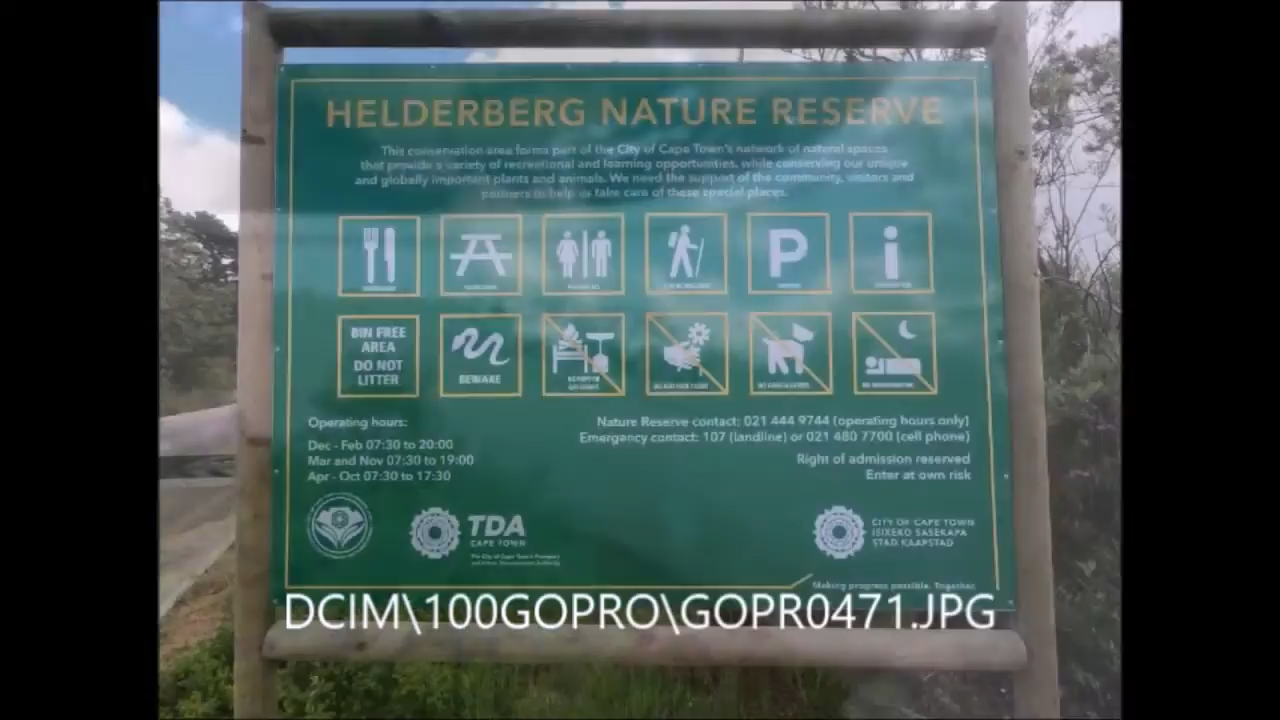 HELDERBERG NATURE RESERVE
This conservation area forms part of the City of Cape Town's network of natural spaces
that provide a variety of recreational and learning opportunities, while conserving our unique
and globally important plants and animals. We need the support of the community, visitors and
partners to help us take care of these special places.
P
i
BIN FREE
AREA
DO NOT
LITTER
BEWARE
Operating hours:
Dec - Feb 07:30 to 20:00
Mar and Nov 07:30 to 19:00
Apr - Oct 07:30 to 17:30
Nature Reserve contact: 021 444 9744 (operating hours only)
Emergency contact: 107 (landline) or 021 480 7700 (cell phone)
Right of admission reserved
Enter at own risk
TDA
CAPE TOWN
CITY OF CAPE TOWN
ISIXEKO SASEKAPA
STAD KAAPSTAD
Making progress possible. Together.
DCIM\100GOPRO\GOPR0471.JPG